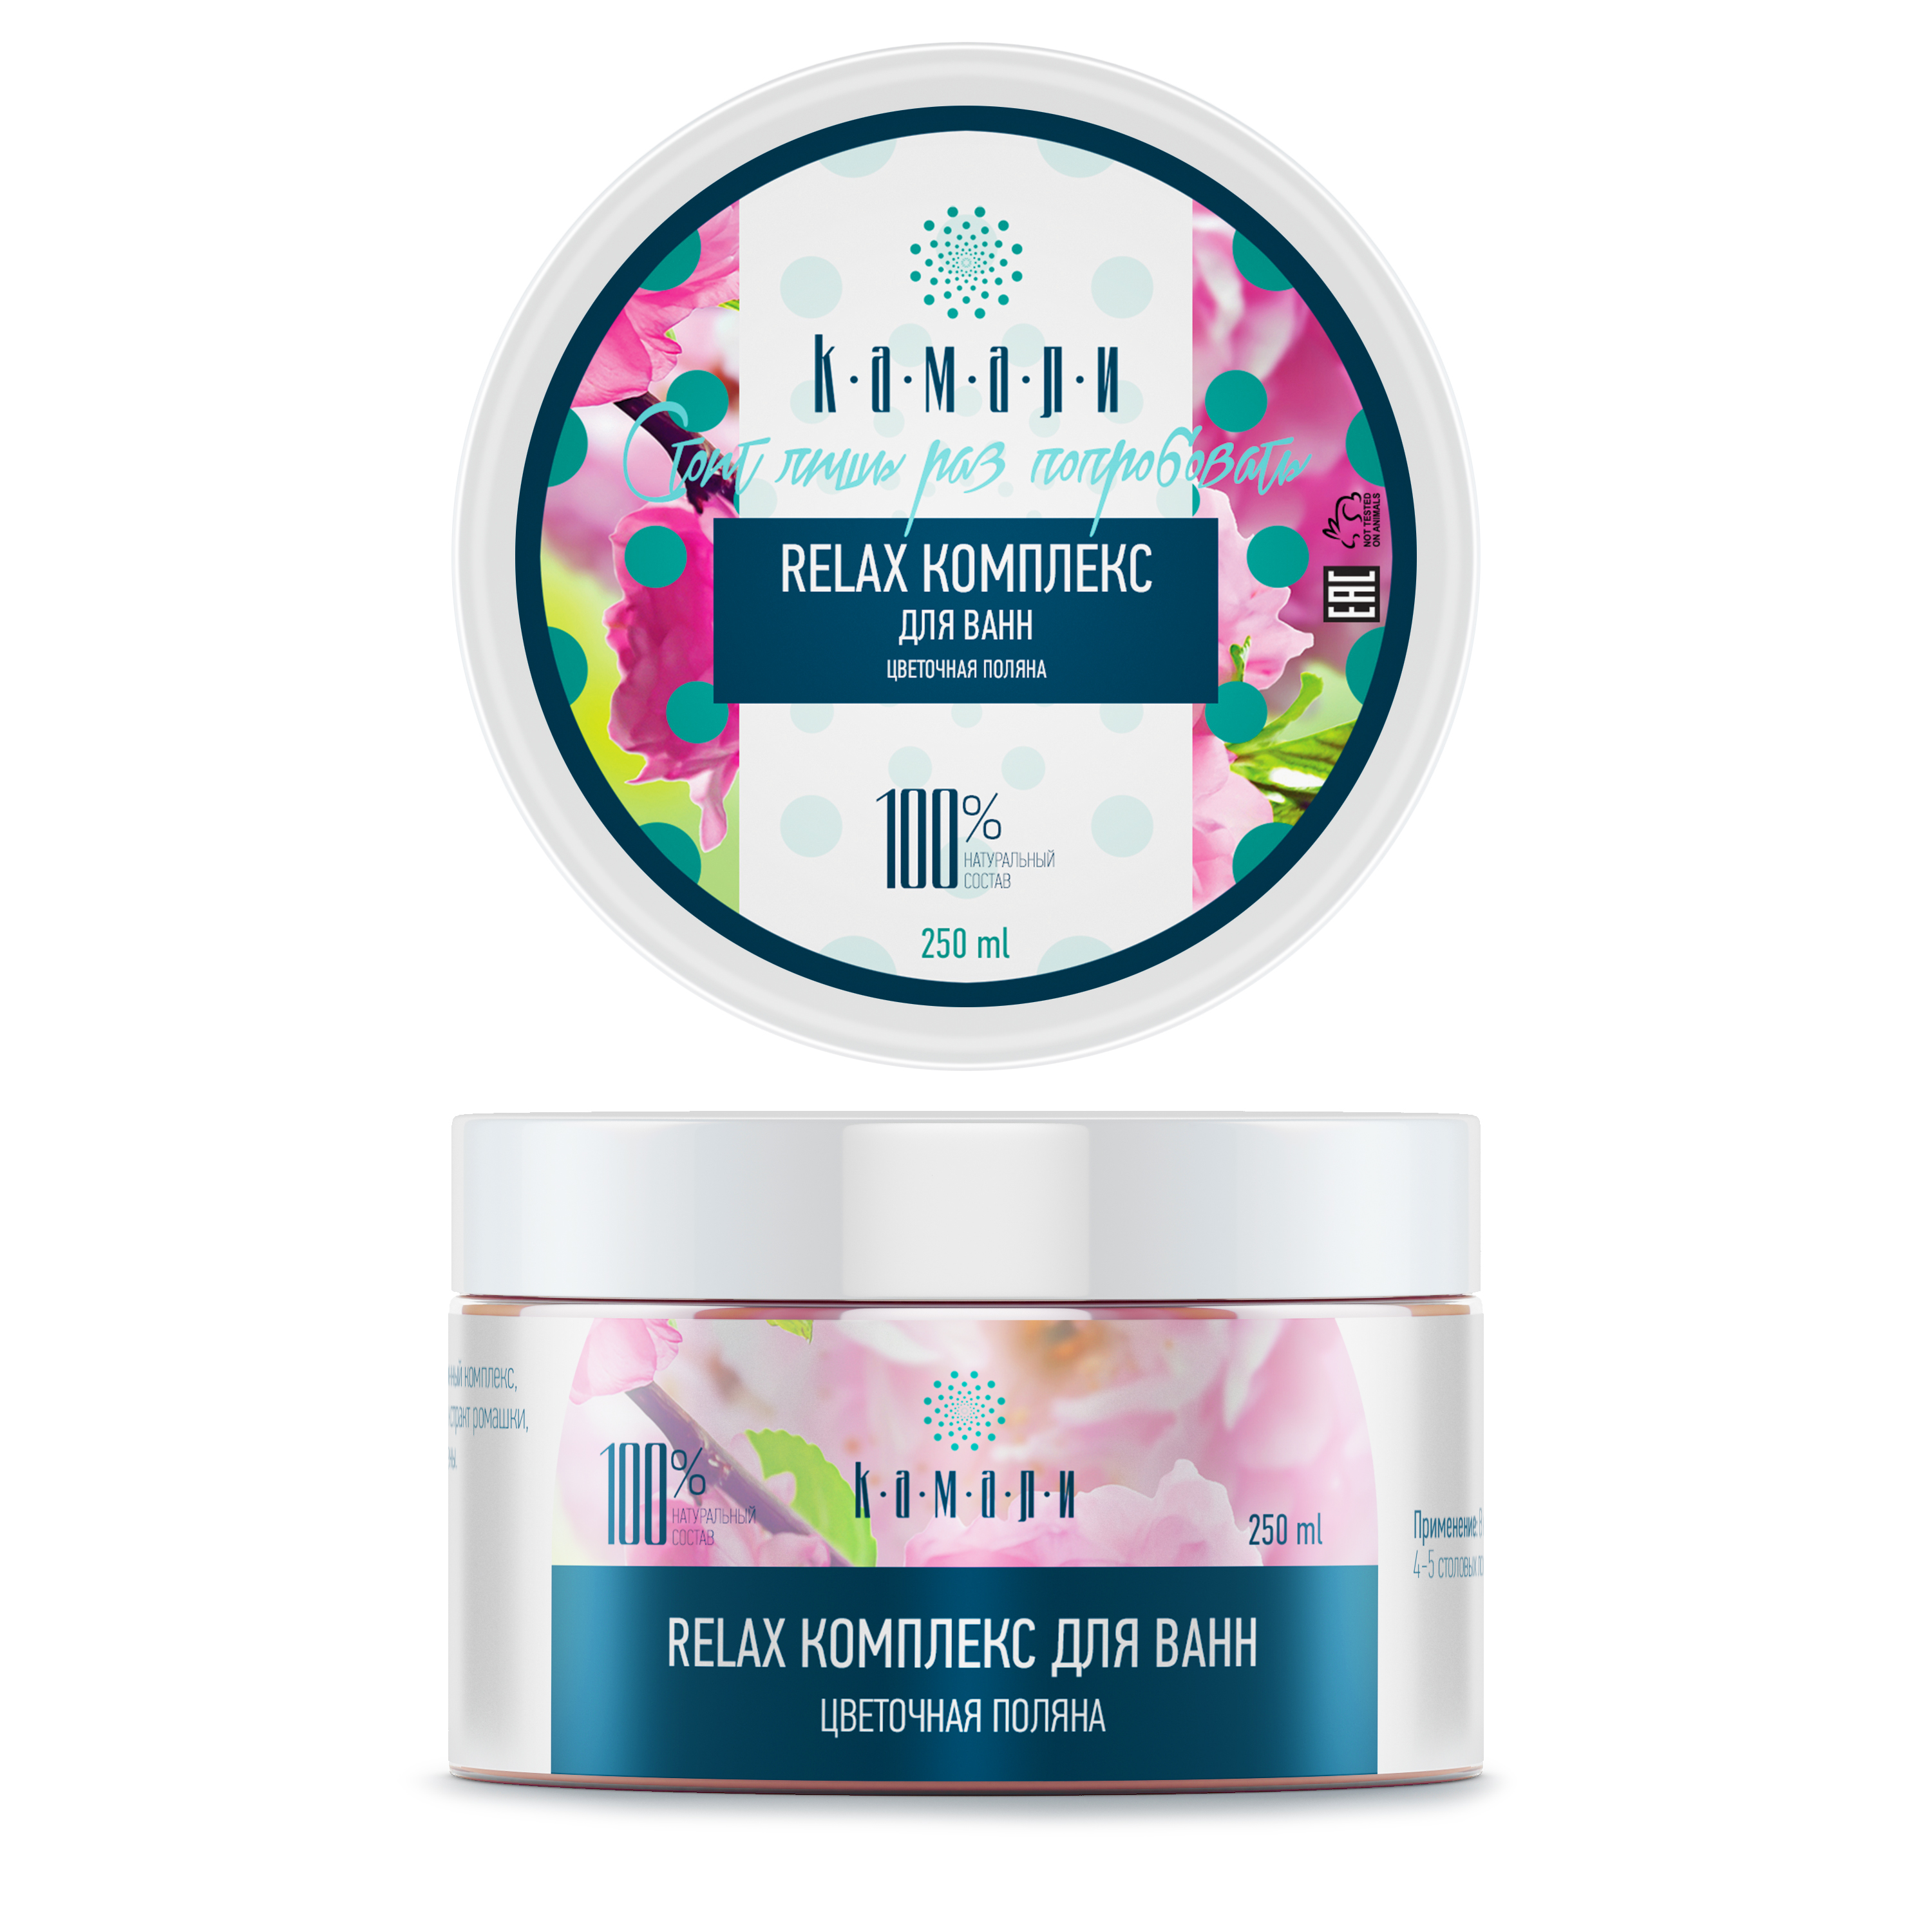 к·а·м·а·л·и
Стоит лишь раз попробовать
RELAX КОМПЛЕКС
ДЛЯ ВАНН
ЦВЕТОЧНАЯ ПОЛЯНА
NOT TESTED
ON ANIMALS
EAC
100%
НАТУРАЛЬНЫЙ
СОСТАВ
250 ml
комплекс,
ромашки,
100%
НАТУРАЛЬНЫЙ
СОСТАВ
к·а·м·а·л·и
250 ml
Применение:
4-5 столовых
RELAX КОМПЛЕКС ДЛЯ ВАНН
ЦВЕТОЧНАЯ ПОЛЯНА